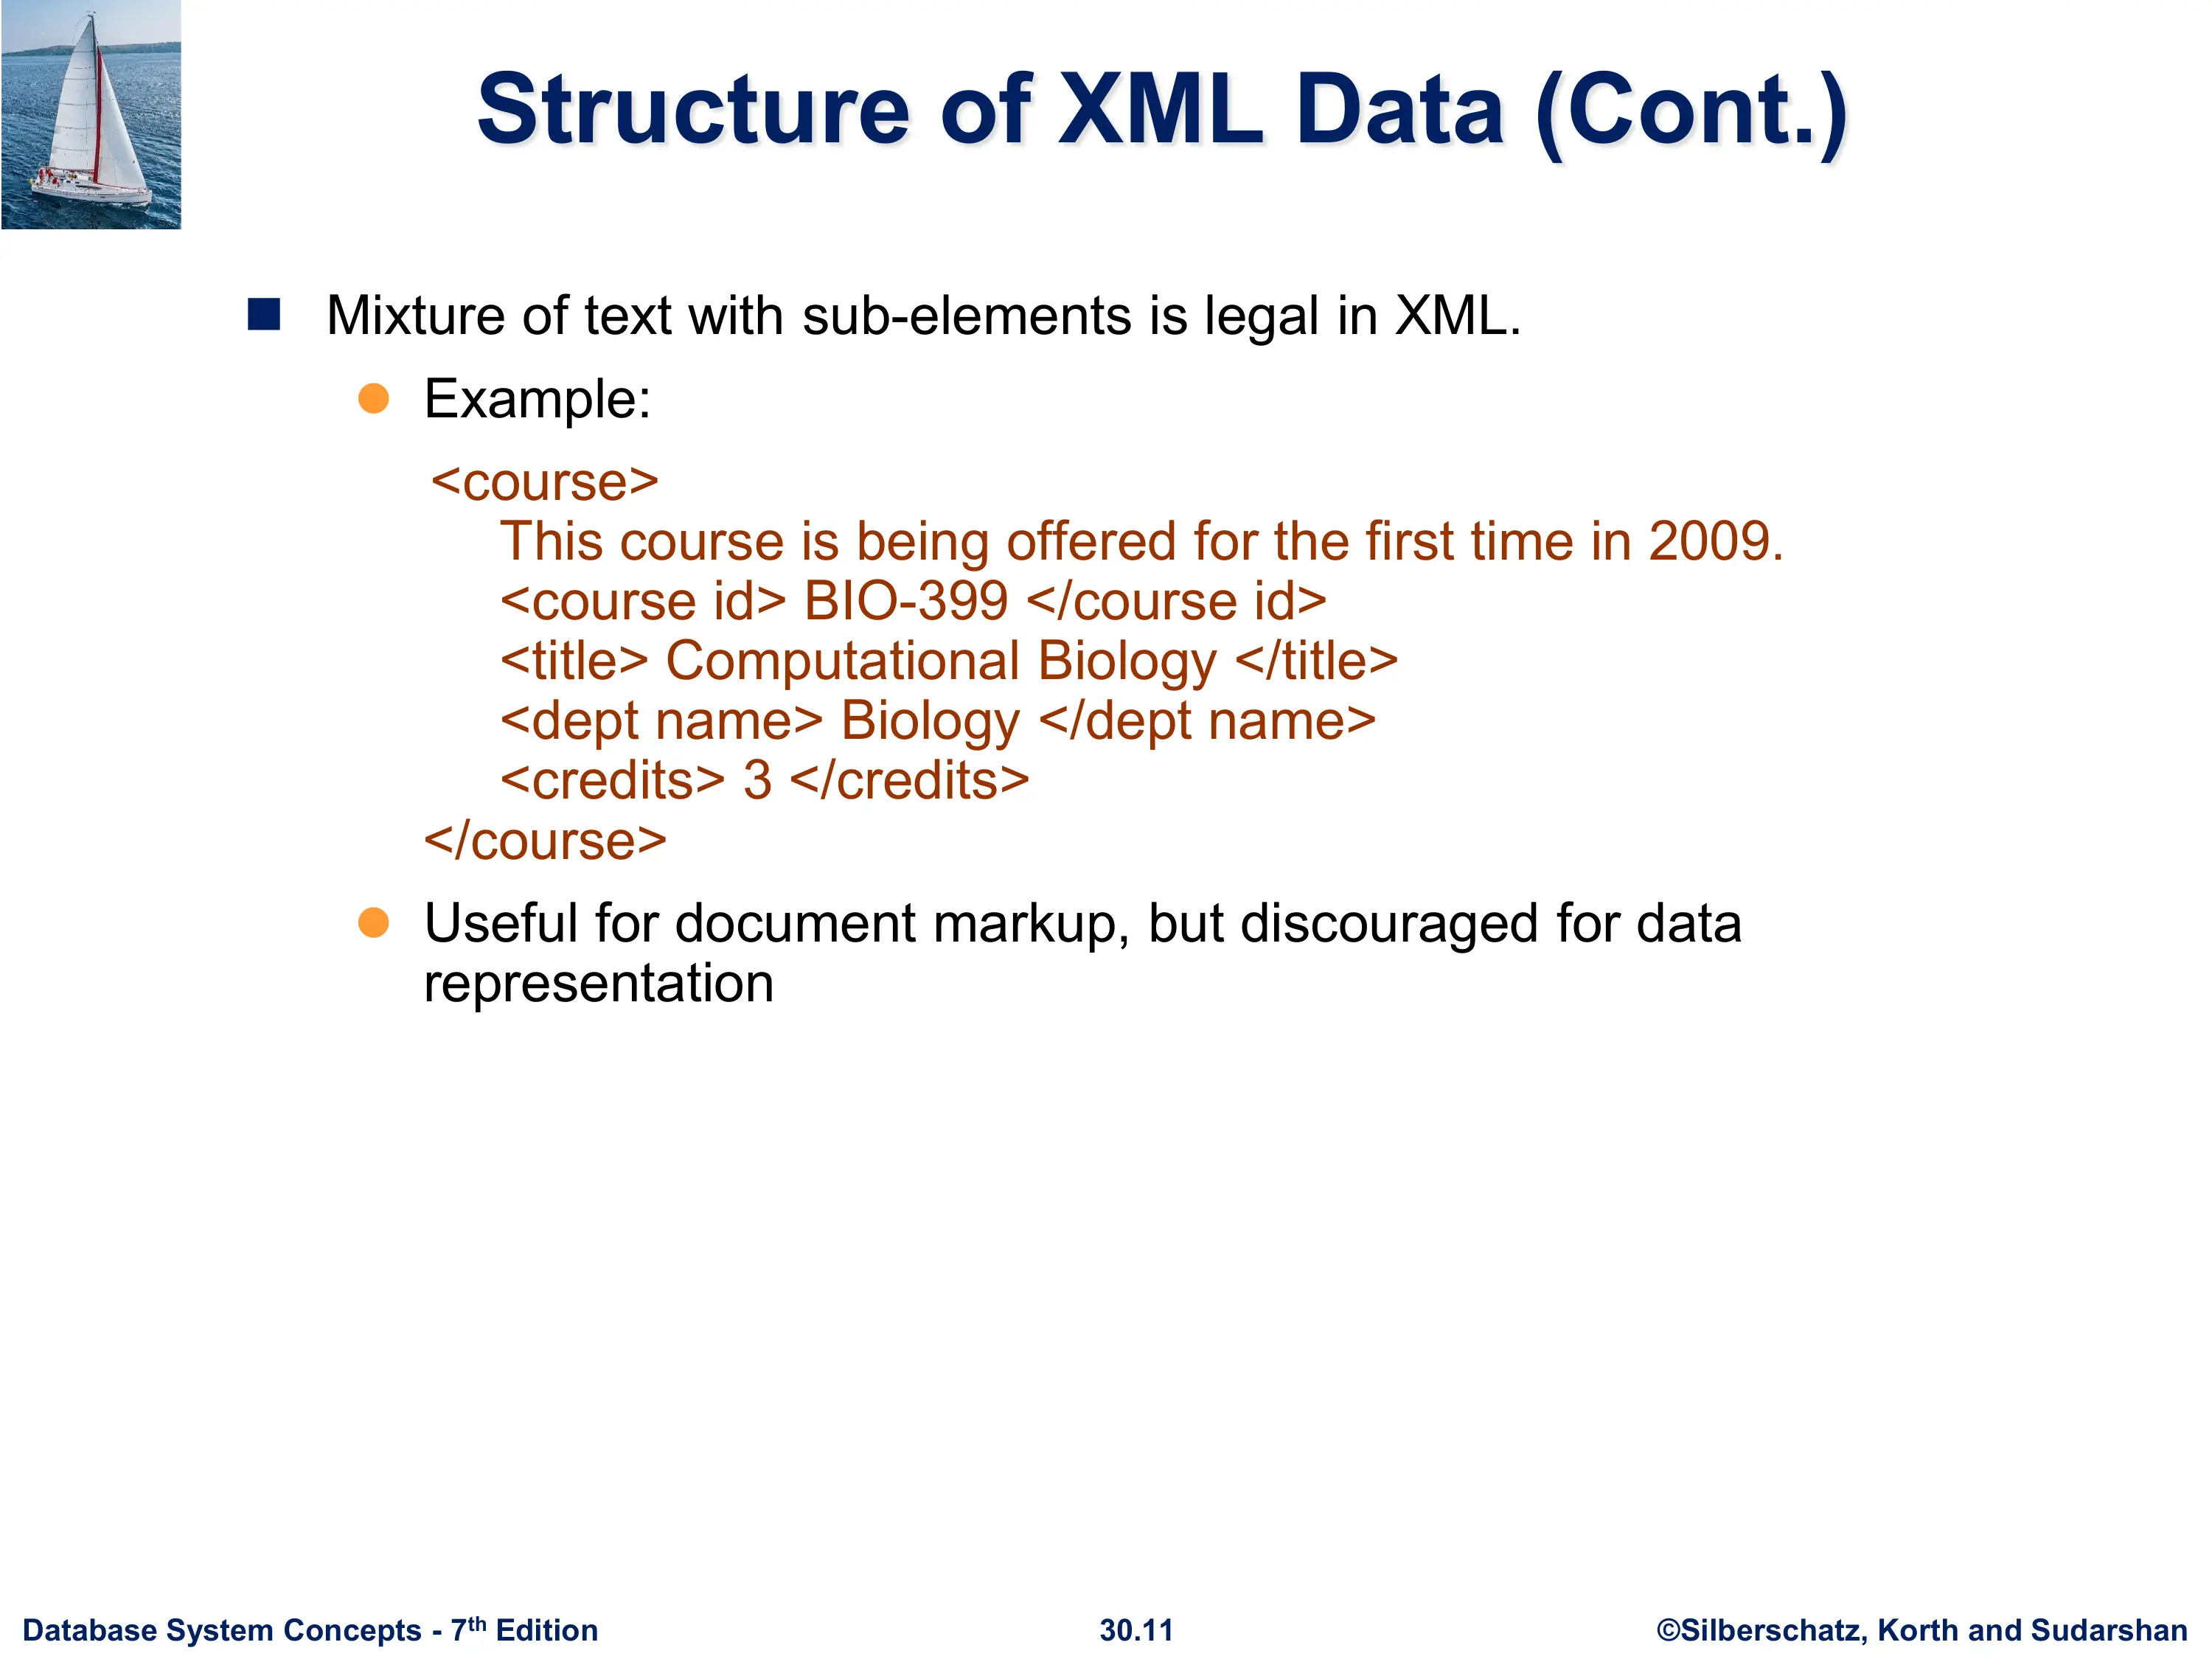 Structure of XML Data (Cont.)
Mixture of text with sub-elements is legal in XML.
Example:
<course>
This course is being offered for the first time in 2009.
<course id> BIO-399 </course id>
<title> Computational Biology </title>
<dept name> Biology </dept name>
<credits> 3 </credits>
</course>
Useful for document markup, but discouraged for data
representation
Database System Concepts - 7th Edition
30.11
©Silberschatz, Korth and Sudarshan